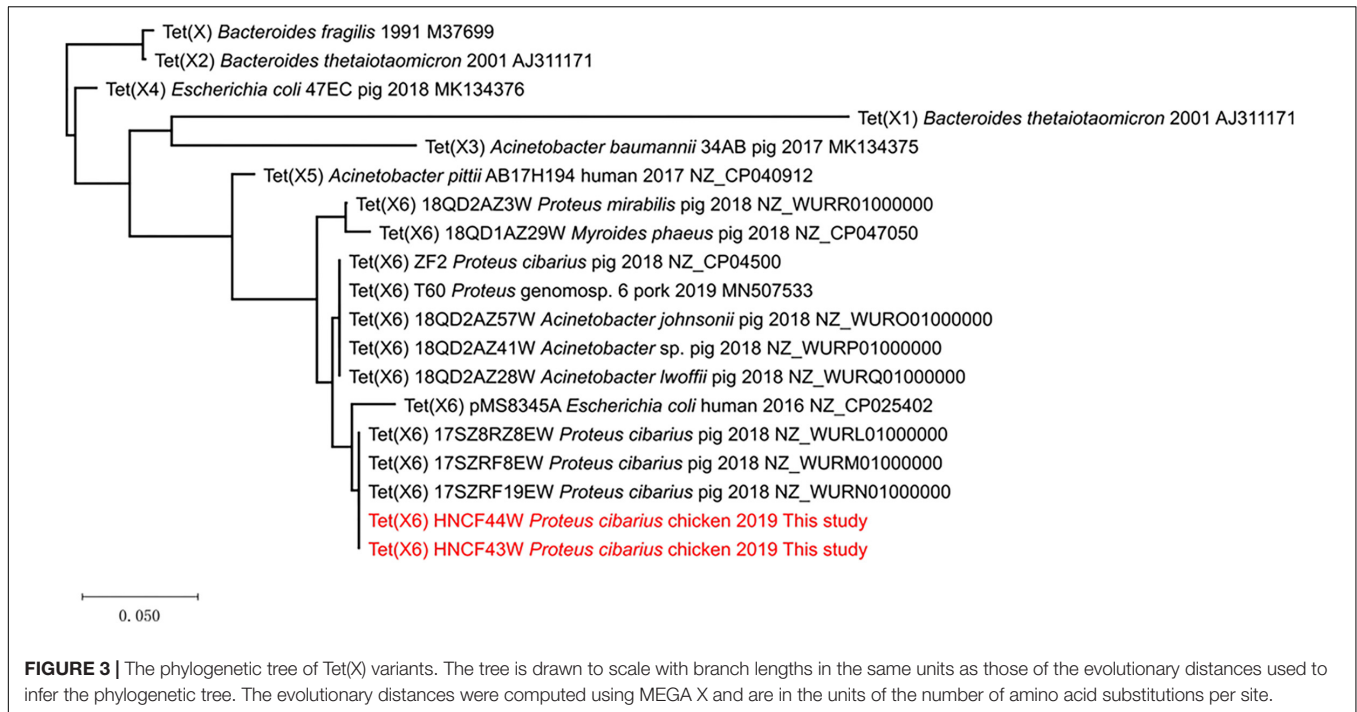 Tet(X) Bacteroides fragilis 1991 M37699
Tet(X2) Bacteroides thetaiotaomicron 2001 AJ311171
Tet(X4) Escherichia coli 47EC pig 2018 MK134376
Tet(X1) Bacteroides thetaiotaomicron 2001 AJ311171
Tet(X3) Acinetobacter baumannii 34AB pig 2017 MK134375
Tet(X5) Acinetobacter pittii AB17H194 human 2017 NZ_CP040912
Tet(X6) 18QD2AZ3W Proteus mirabilis pig 2018 NZ_WURR01000000
Tet(X6) 18QD1AZ29W Myroides phaeus pig 2018 NZ_CP047050
Tet(X6) ZF2 Proteus cibarius pig 2018 NZ_CP04500
Tet(X6) T60 Proteus genomosp. 6 pork 2019 MN507533
Tet(X6) 18QD2AZ57W Acinetobacter johnsonii pig 2018 NZ_WURO01000000
Tet(X6) 18QD2AZ41W Acinetobacter sp. pig 2018 NZ_WURP01000000
Tet(X6) 18QD2AZ28W Acinetobacter lwoffii pig 2018 NZ_WURQ01000000
Tet(X6) pMS8345A Escherichia coli human 2016 NZ_CP025402
Tet(X6) 17SZ8RZ8EW Proteus cibarius pig 2018 NZ_WURL01000000
Tet(X6) 17SZRF8EW Proteus cibarius pig 2018 NZ_WURM01000000
Tet(X6) 17SZRF19EW Proteus cibarius pig 2018 NZ_WURN01000000
Tet(X6) HNCF44W Proteus cibarius chicken 2019 This study
Tet(X6) HNCF43W Proteus cibarius chicken 2019 This study
0.050
FIGURE 3 | The phylogenetic tree of Tet(X) variants. The tree is drawn to scale with branch lengths in the same units as those of the evolutionary distances used to
infer the phylogenetic tree. The evolutionary distances were computed using MEGA X and are in the units of the number of amino acid substitutions per site.